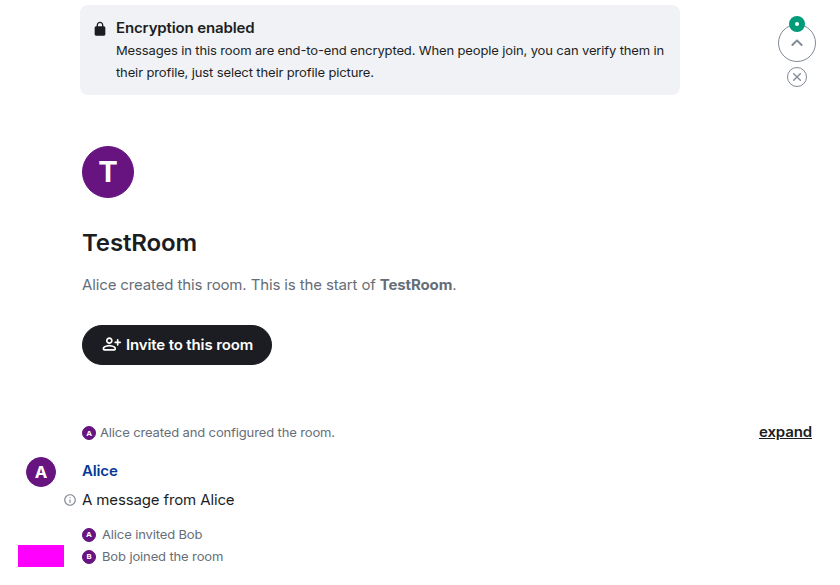 Encryption enabled
Messages in this room are end-to-end encrypted. When people join, you can verify them in
their profile, just select their profile picture.
T
TestRoom
Alice created this room. This is the start of TestRoom.
Invite to this room
A Alice created and configured the room. expand
A Alice
A message from Alice
A Alice invited Bob
B Bob joined the room